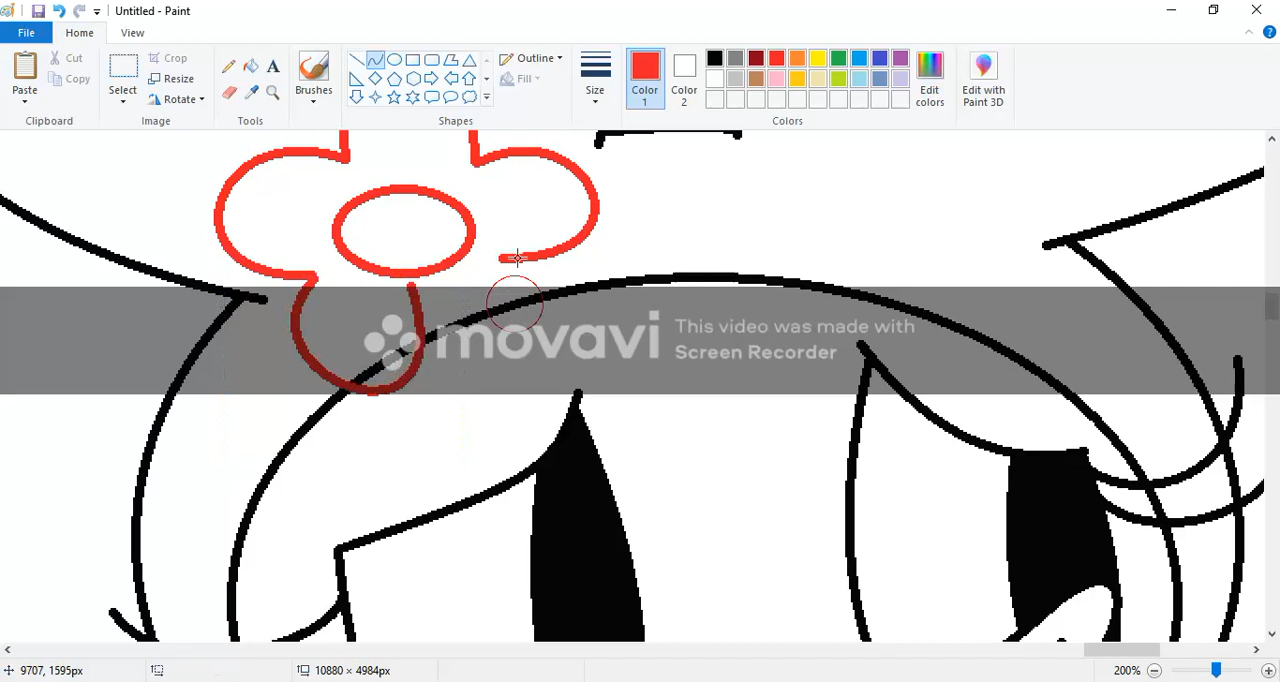 Untitled - Paint
File Home View
Paste
Cut
Copy
Clipboard
Select
Crop
Resize
Rotate
Image
A
Tools
Brushes
Shapes
Outline
Fill
Size
Color 1
Color 2
Edit colors
Edit with Paint 3D
Colors
movavi
This video was made with
Screen Recorder
9707, 1595px
10880 × 4984px
200%